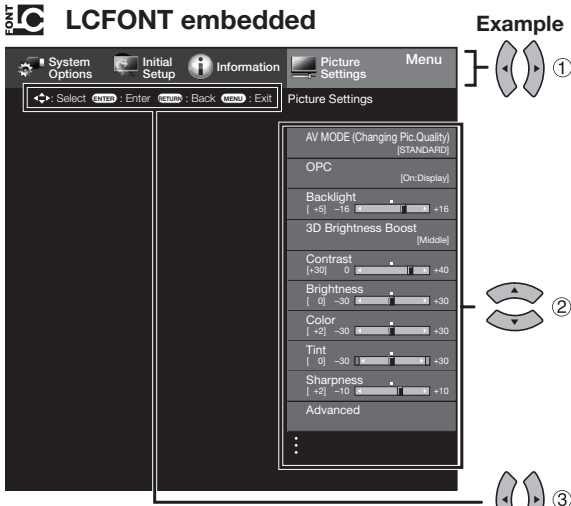 FONT LC LCFONT embedded
Example
System Options
Initial Setup
Information
Picture Settings
Menu
①
: Select ENTER : Enter RETURN : Back MENU : Exit
Picture Settings
AV MODE (Changing Pic.Quality)
[STANDARD]
OPC
[On:Display]
Backlight
[ +5] −16 +16
3D Brightness Boost
[Middle]
Contrast
[+30] 0 +40
Brightness
[ 0] −30 +30
Color
[ +2] −30 +30
Tint
[ 0] −30 +30
Sharpness
[ +2] −10 +10
Advanced
②
③